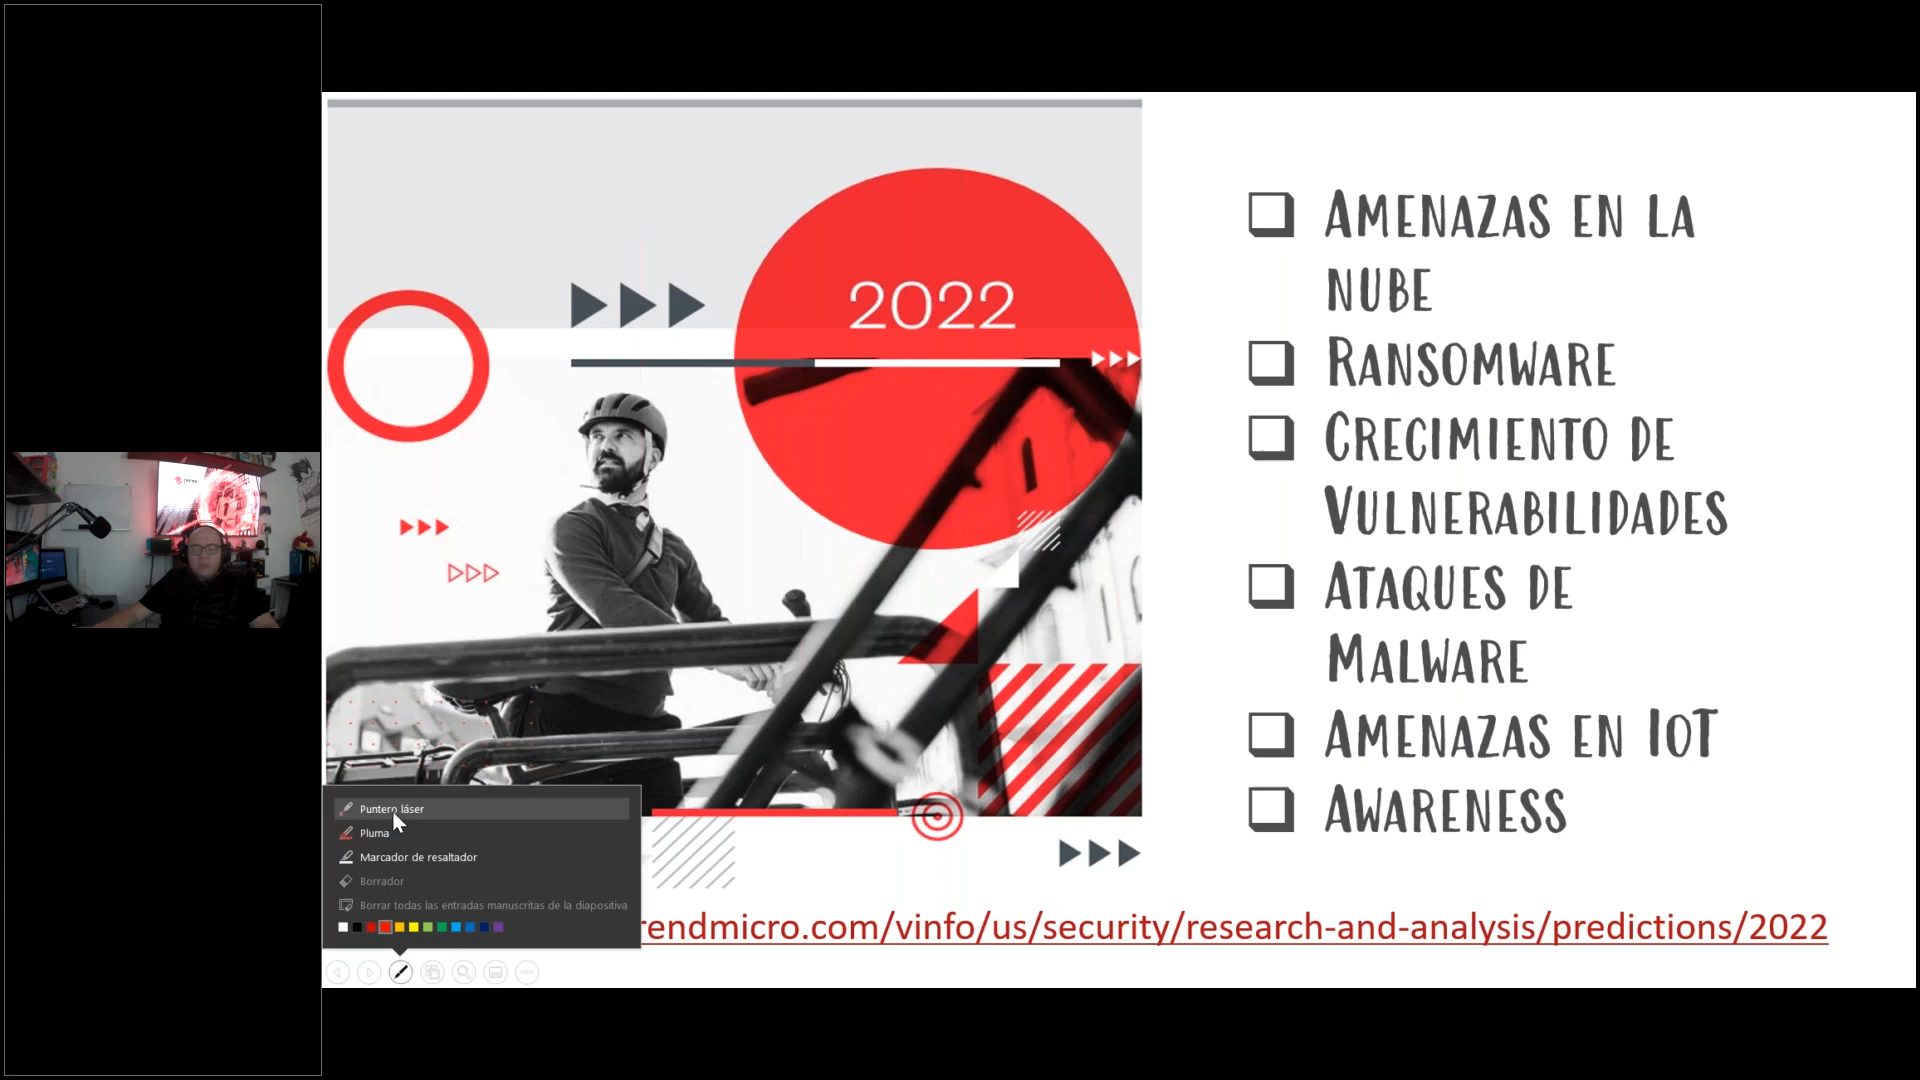 2022
AMENAZAS EN LA
NUBE
RANSOMWARE
CRECIMIENTO DE
VULNERABILIDADES
ATAQUES DE
MALWARE
AMENAZAS EN IOT
AWARENESS
Puntero láser
Pluma
Marcador de resaltador
Borrador
Borrar todas las entradas manuscritas de la diapositiva
rendmicro.com/vinfo/us/security/research-and-analysis/predictions/2022